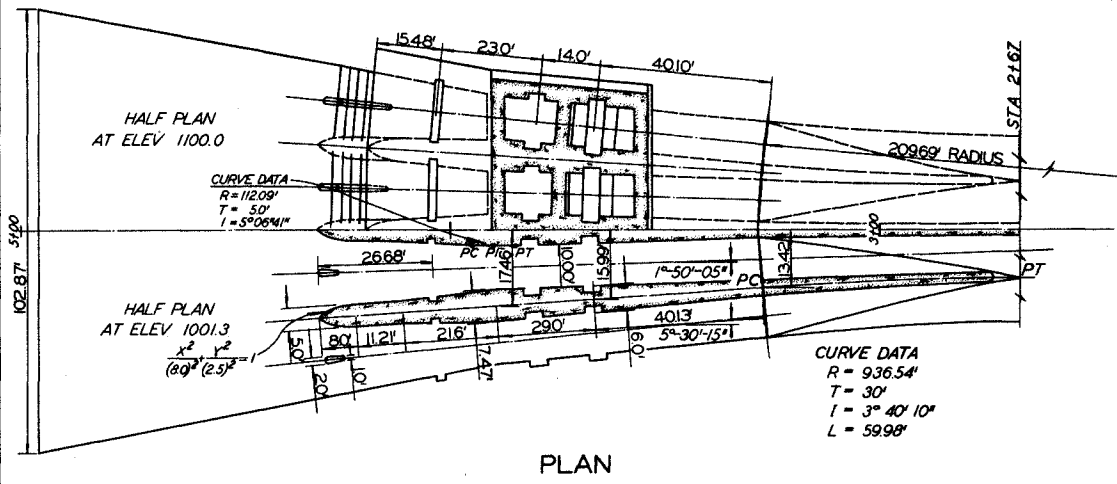 15.48'
23.0'
14.0'
40.10'
STA 2+67
HALF PLAN
AT ELEV 1100.0
209.69' RADIUS
CURVE DATA
R = 112.09'
T = 5.0'
I = 5°06'41"
5+00
3+00
PC PI PT
26.68'
17.46'
10.00'
15.99'
1°-50'-05"
13.42'
PC
PT
102.87'
HALF PLAN
AT ELEV 1001.3
X² / (8.0)² + Y² / (2.5)² = 1
5.0'
8.0'
11.21'
21.6'
29.0'
40.13'
5°-30'-15"
2.0'
1.0'
7.47'
6.0'
CURVE DATA
R = 936.54'
T = 30'
I = 3° 40' 10"
L = 59.98'
PLAN